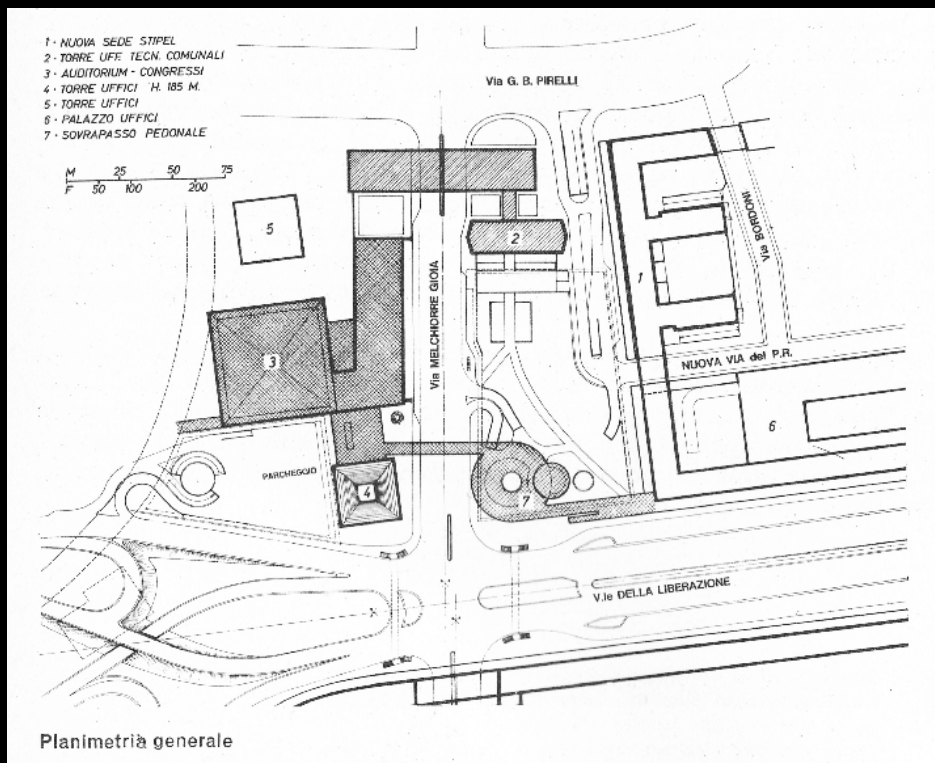 1 - NUOVA SEDE STIPEL
2 - TORRE UFF. TECN. COMUNALI
3 - AUDITORIUM - CONGRESSI
4 - TORRE UFFICI H. 185 M.
5 - TORRE UFFICI
6 - PALAZZO UFFICI
7 - SOVRAPASSO PEDONALE
M 25 50 75
F 50 100 200
Via G. B. PIRELLI
5
2
Via BORDONI
1
Via MELCHIORRE GIOIA
3
NUOVA VIA del P.R.
6
PARCHEGGIO
4
7
V.le DELLA LIBERAZIONE
Planimetria generale